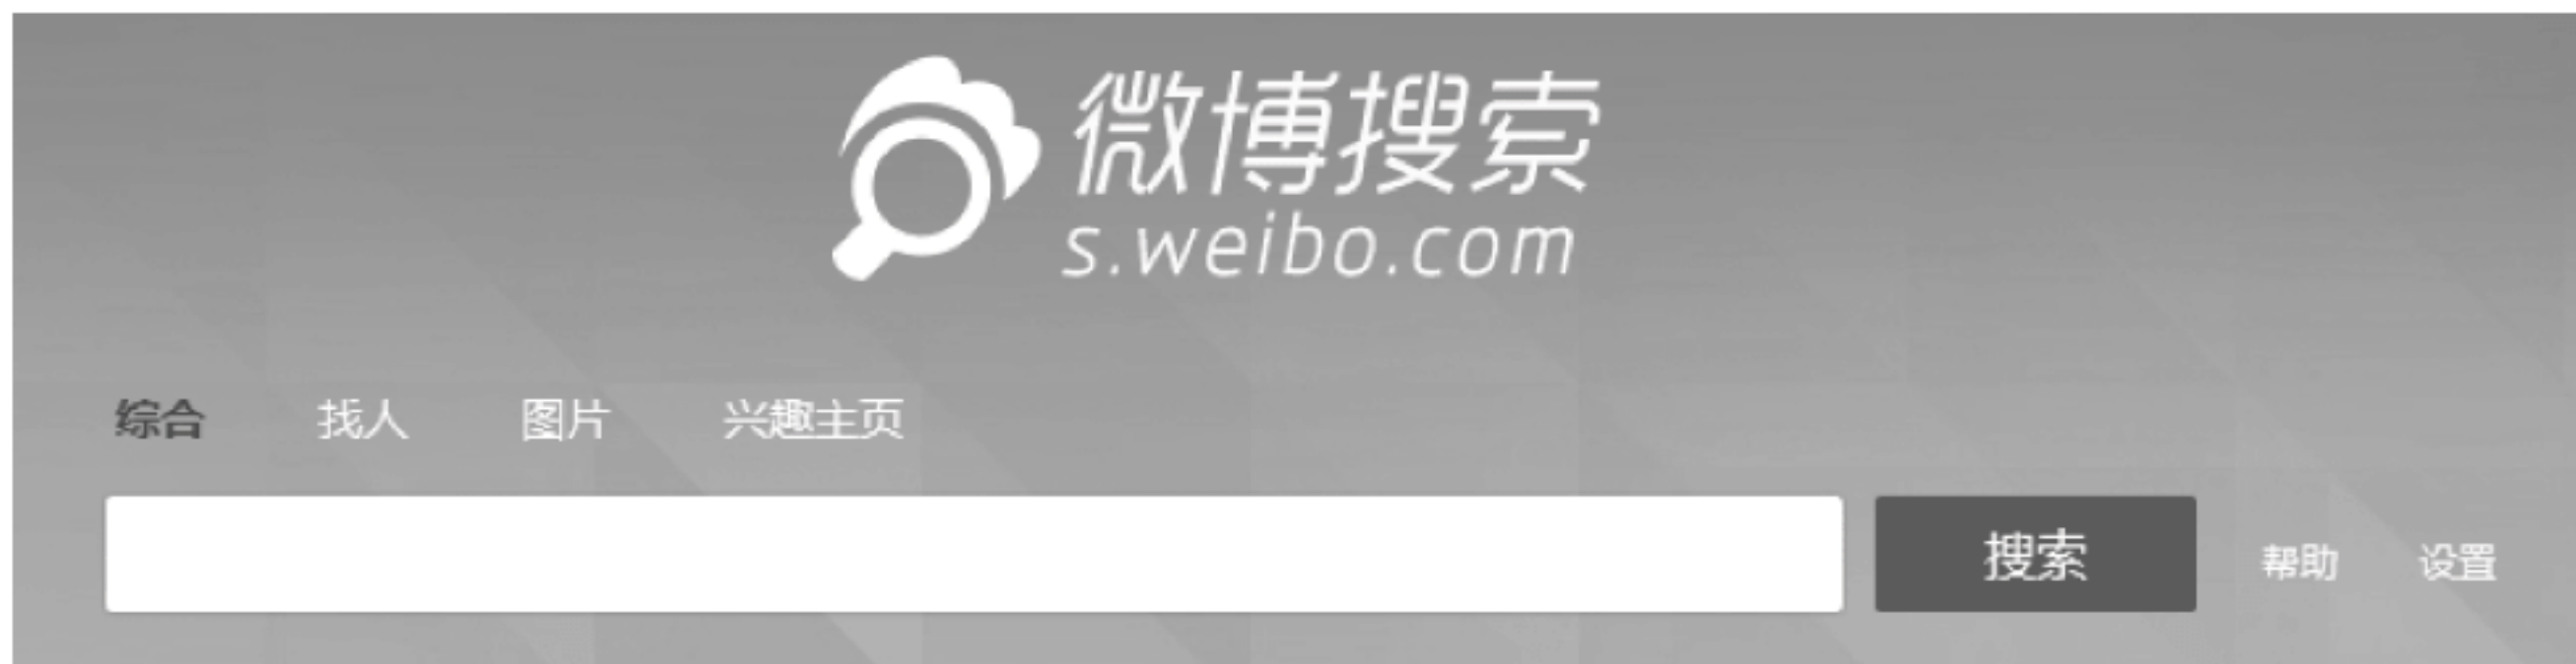 微博搜索
s.weibo.com
综合 找人 图片 兴趣主页
搜索 帮助 设置